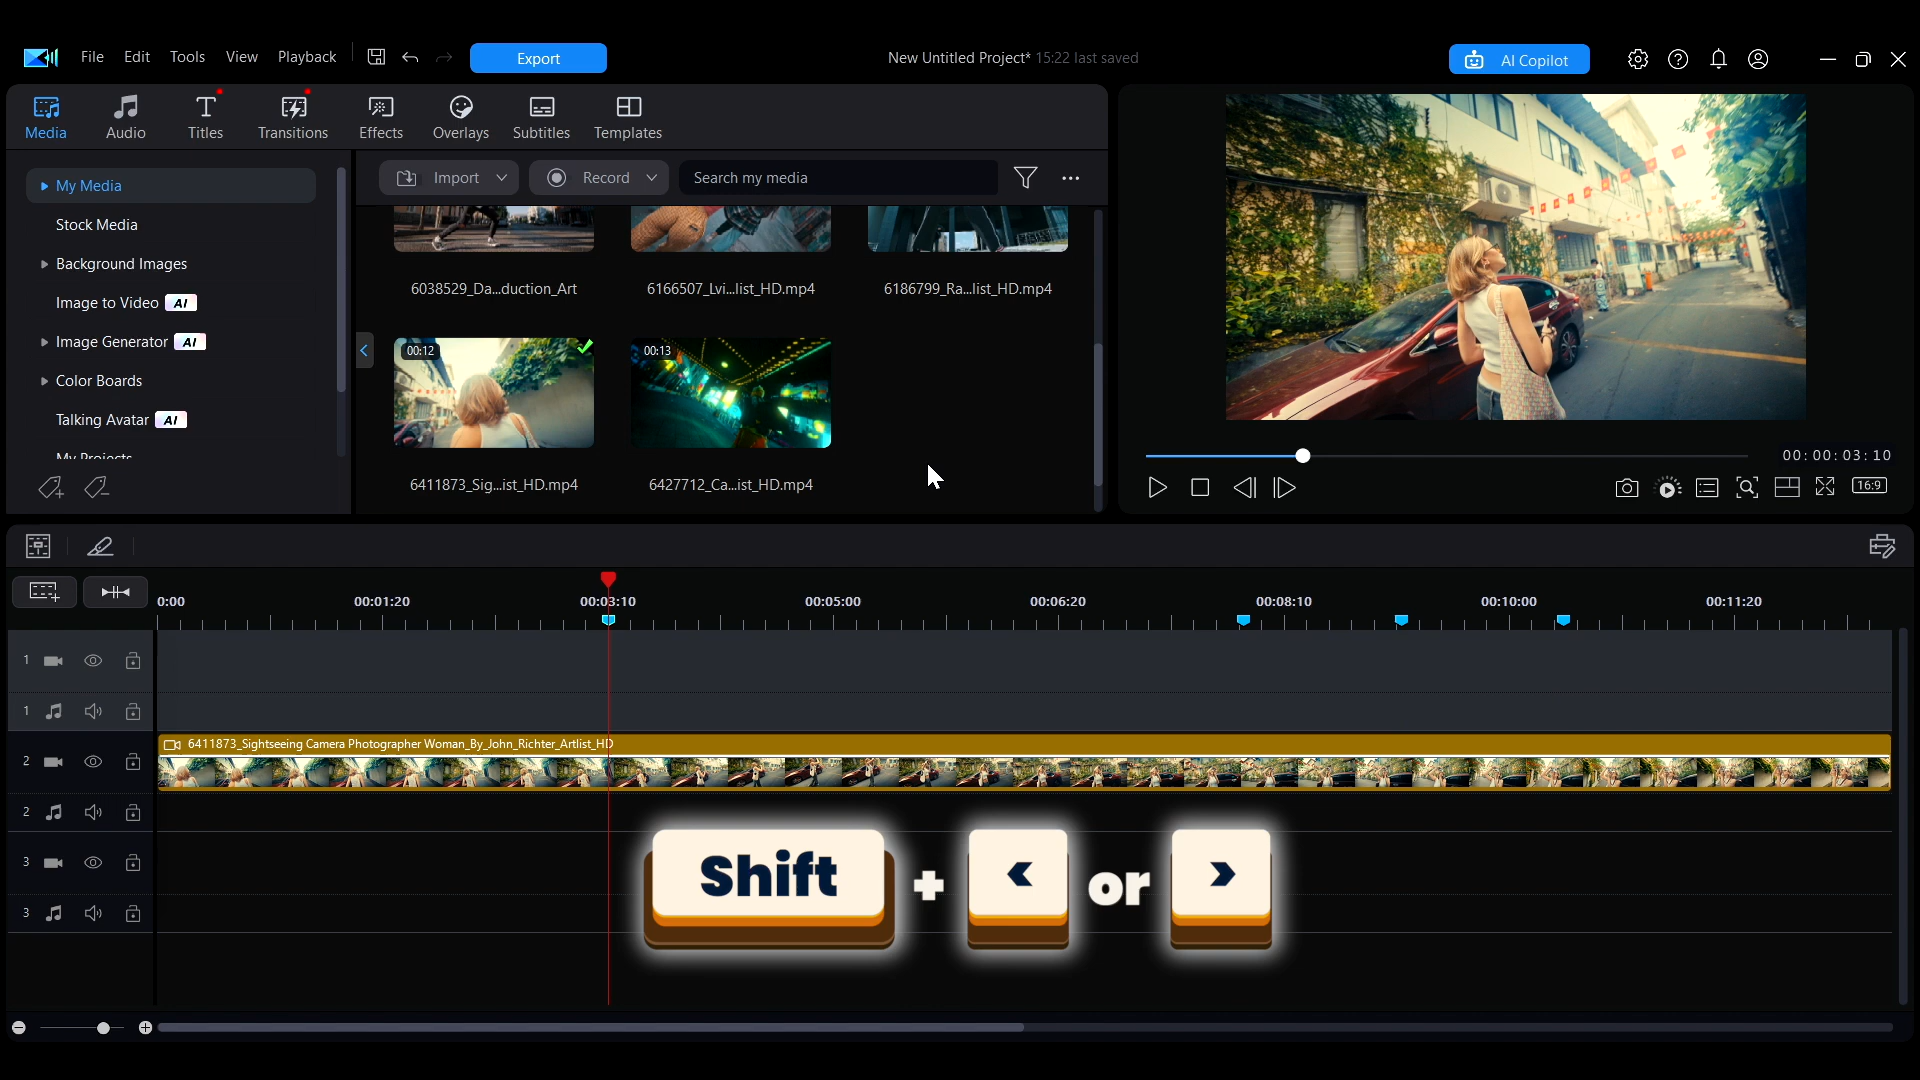 File Edit Tools View Playback Export New Untitled Project* 15:22 last saved AI Copilot
Media Audio Titles Transitions Effects Overlays Subtitles Templates
Import Record Search my media
My Media
Stock Media
Background Images
Image to Video AI
Image Generator AI
Color Boards
Talking Avatar AI
My Projects
6038529_Da...duction_Art 6166507_Lvi...list_HD.mp4 6186799_Ra...list_HD.mp4
00:12 00:13
6411873_Sig...ist_HD.mp4 6427712_Ca...ist_HD.mp4
00:00:03:10
16:9
0:00 00:01:20 00:03:10 00:05:00 00:06:20 00:08:10 00:10:00 00:11:20
1
1
2 6411873_Sightseeing Camera Photographer Woman_By_John_Richter_Artlist_HD
2
3
3
Shift + < or >